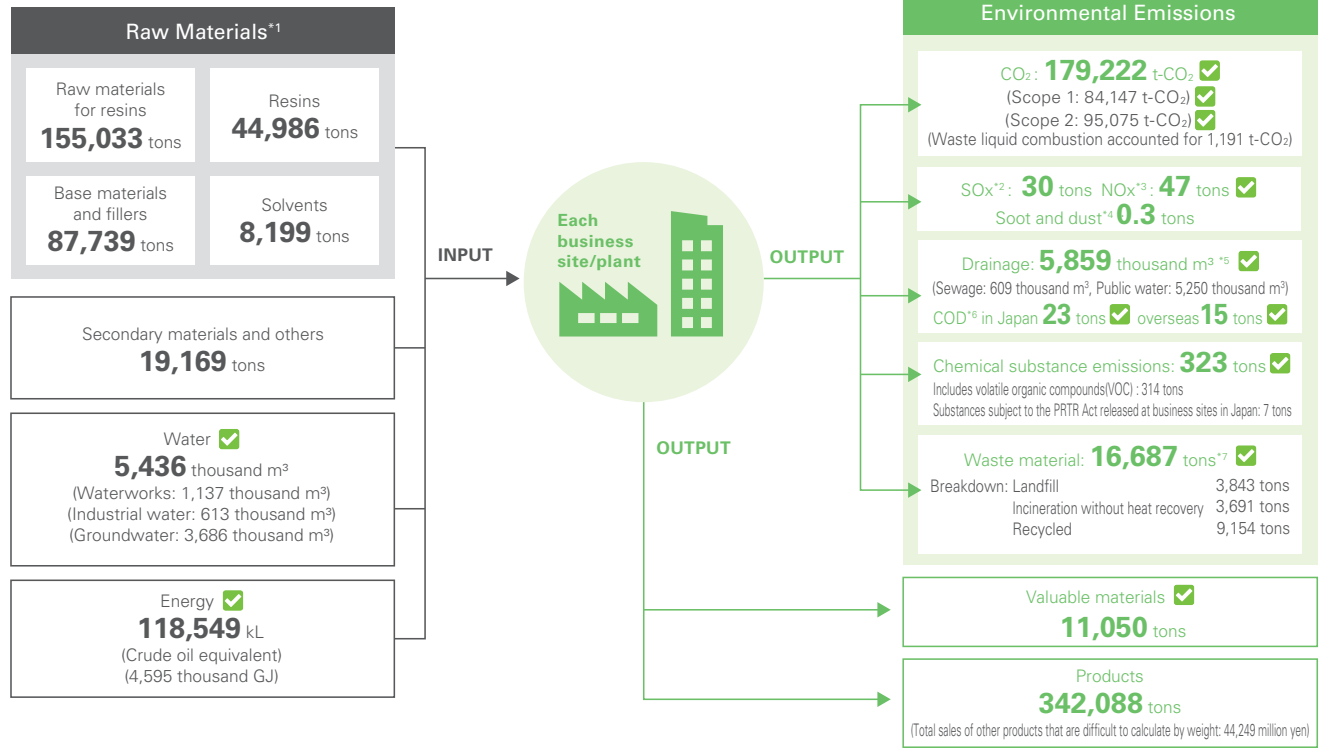 Raw Materials*1
Raw materials
for resins
155,033 tons
Resins
44,986 tons
Base materials
and fillers
87,739 tons
Solvents
8,199 tons
Secondary materials and others
19,169 tons
Water
5,436 thousand m³
(Waterworks: 1,137 thousand m³)
(Industrial water: 613 thousand m³)
(Groundwater: 3,686 thousand m³)
Energy
118,549 kL
(Crude oil equivalent)
(4,595 thousand GJ)
INPUT
Each
business
site/plant
OUTPUT
OUTPUT
Environmental Emissions
CO₂ : 179,222 t-CO₂
(Scope 1: 84,147 t-CO₂)
(Scope 2: 95,075 t-CO₂)
(Waste liquid combustion accounted for 1,191 t-CO₂)
SOx*2 : 30 tons NOx*3 : 47 tons
Soot and dust*4 0.3 tons
Drainage: 5,859 thousand m³ *5
(Sewage: 609 thousand m³, Public water: 5,250 thousand m³)
COD*6 in Japan 23 tons overseas 15 tons
Chemical substance emissions: 323 tons
Includes volatile organic compounds(VOC) : 314 tons
Substances subject to the PRTR Act released at business sites in Japan: 7 tons
Waste material: 16,687 tons*7
Breakdown: Landfill 3,843 tons
Incineration without heat recovery 3,691 tons
Recycled 9,154 tons
Valuable materials
11,050 tons
Products
342,088 tons
(Total sales of other products that are difficult to calculate by weight: 44,249 million yen)